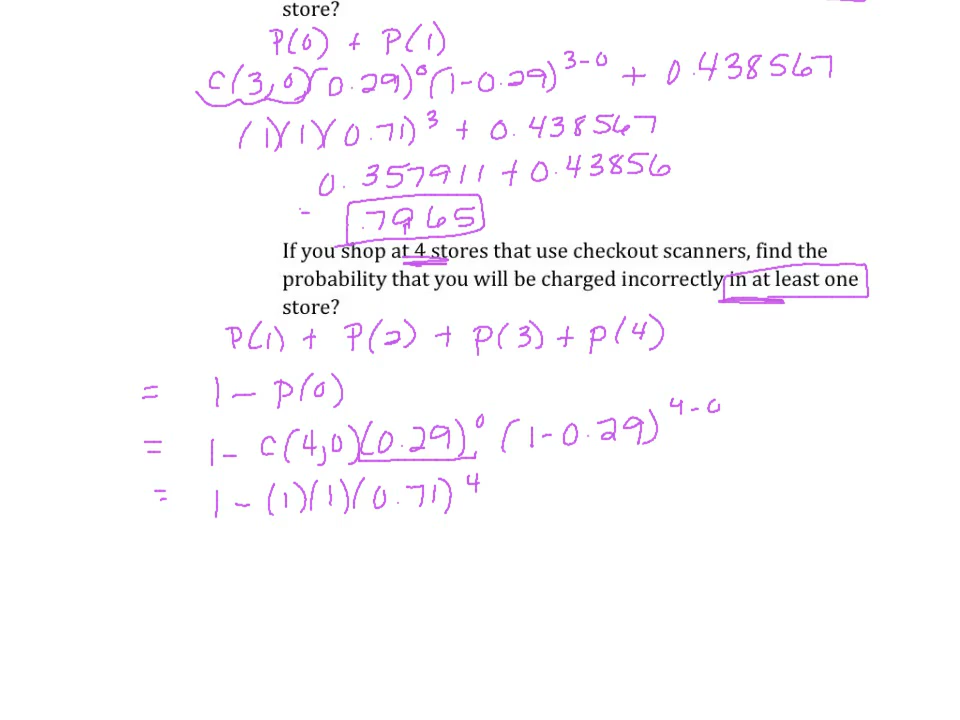 store?
P(0) + P(1)
C(3,0)(0.29)⁰(1-0.29)³⁻⁰ + 0.438567
(1)(1)(0.71)³ + 0.438567
0.357911 + 0.43856
= .7965
If you shop at 4 stores that use checkout scanners, find the
probability that you will be charged incorrectly in at least one
store?
P(1) + P(2) + P(3) + P(4)
= 1 - P(0)
= 1 - C(4,0)(0.29)⁰ (1-0.29)⁴⁻⁰
= 1 - (1)(1)(0.71)⁴